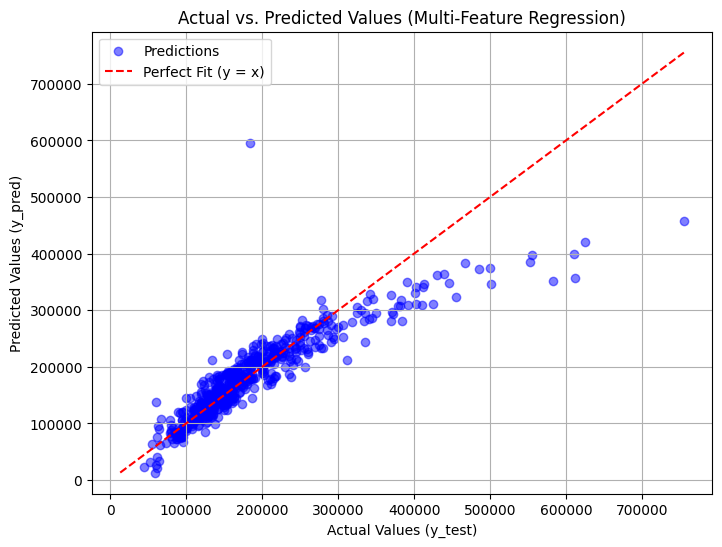 Actual vs. Predicted Values (Multi-Feature Regression)
Predictions
Perfect Fit (y = x)
Predicted Values (y_pred)
700000
600000
500000
400000
300000
200000
100000
0
0 100000 200000 300000 400000 500000 600000 700000
Actual Values (y_test)